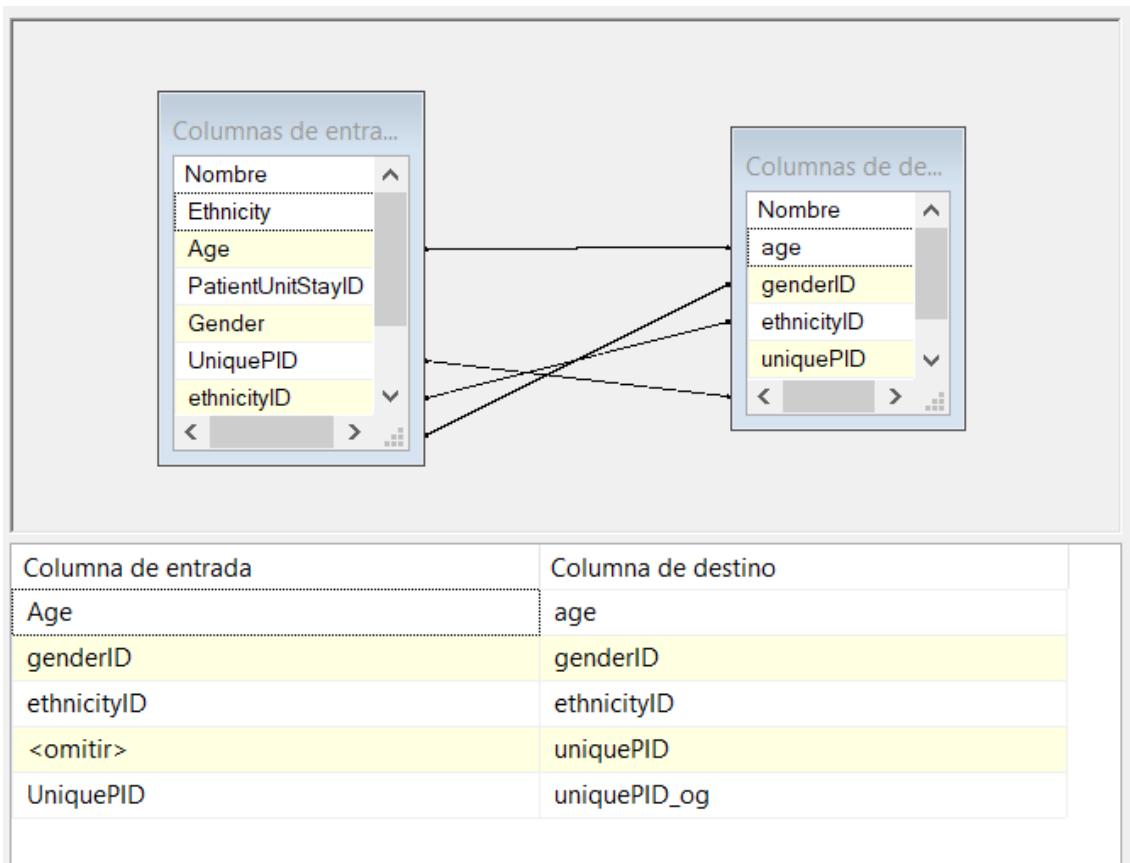 Columnas de entra...
Nombre
Ethnicity
Age
PatientUnitStayID
Gender
UniquePID
ethnicityID
Columnas de de...
Nombre
age
genderID
ethnicityID
uniquePID
Columna de entrada Columna de destino
Age age
genderID genderID
ethnicityID ethnicityID
<omitir> uniquePID
UniquePID uniquePID_og